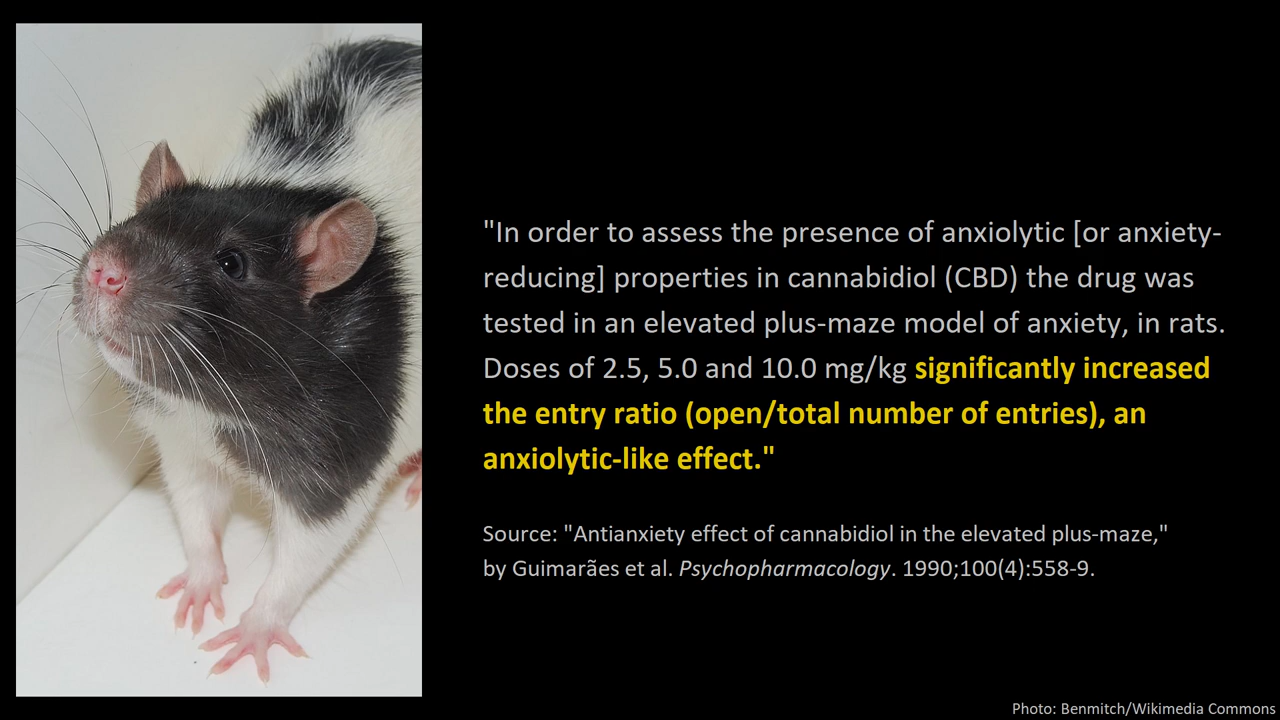 "In order to assess the presence of anxiolytic [or anxiety-
reducing] properties in cannabidiol (CBD) the drug was
tested in an elevated plus-maze model of anxiety, in rats.
Doses of 2.5, 5.0 and 10.0 mg/kg significantly increased
the entry ratio (open/total number of entries), an
anxiolytic-like effect."
Source: "Antianxiety effect of cannabidiol in the elevated plus-maze,"
by Guimarães et al. Psychopharmacology. 1990;100(4):558-9.
Photo: Benmitch/Wikimedia Commons